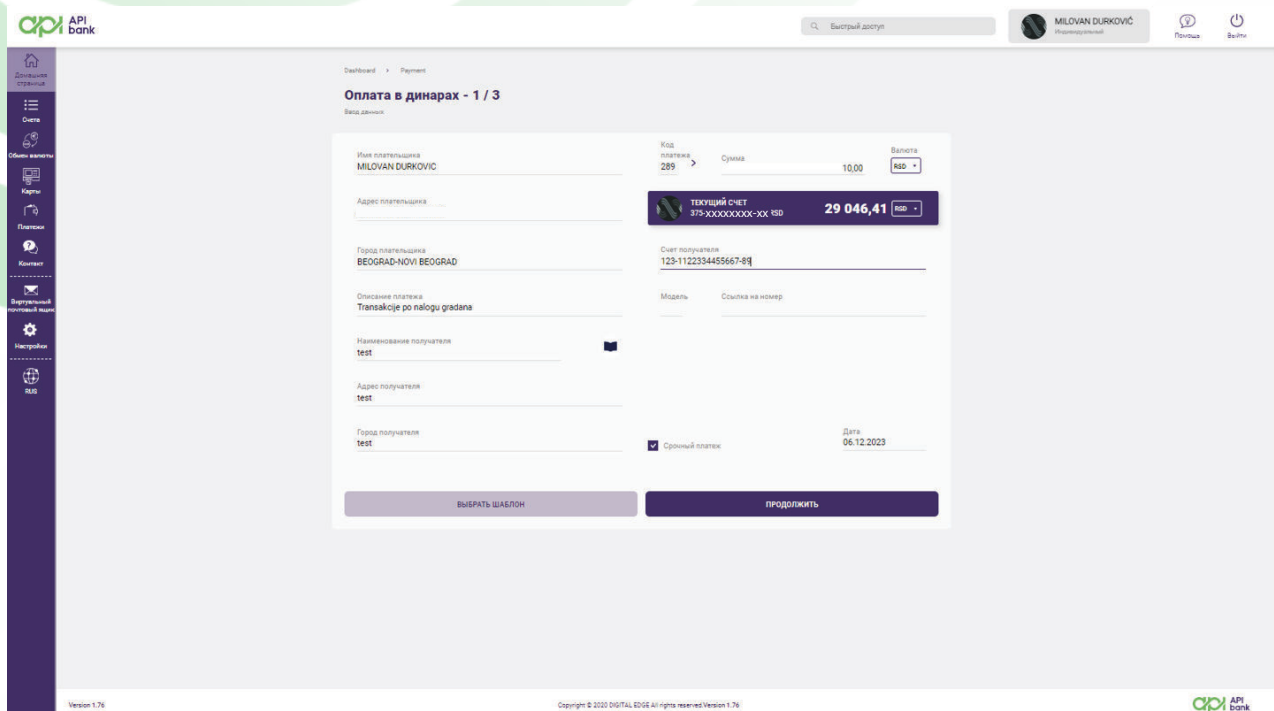 API
bank
Быстрый доступ
MILOVAN DURKOVIĆ
Индивидуальный
Помощь
Выйти
Домашняя
страница
Счета
Обмен валюты
Карты
Платежи
Контакт
Виртуальный
почтовый ящик
Настройки
RUS
Dashboard
Payment
Оплата в динарах - 1 / 3
Ввод данных
Имя плательщика
MILOVAN DURKOVIC
Адрес плательщика
Город плательщика
BEOGRAD-NOVI BEOGRAD
Описание платежа
Transakcije po nalogu gradana
Наименование получателя
test
Адрес получателя
test
Город получателя
test
Код
платежа
289
Сумма
10,00
Валюта
RSD
ТЕКУЩИЙ СЧЕТ
375-XXXXXXXX-XX RSD
29 046,41 RSD
Счет получателя
123-1122334455667-89
Модель
Ссылка на номер
Срочный платеж
Дата
06.12.2023
ВЫБРАТЬ ШАБЛОН
ПРОДОЛЖИТЬ
Version 1.76
Copyright © 2020 DIGITAL EDGE All rights reserved.Version 1.76
API
bank